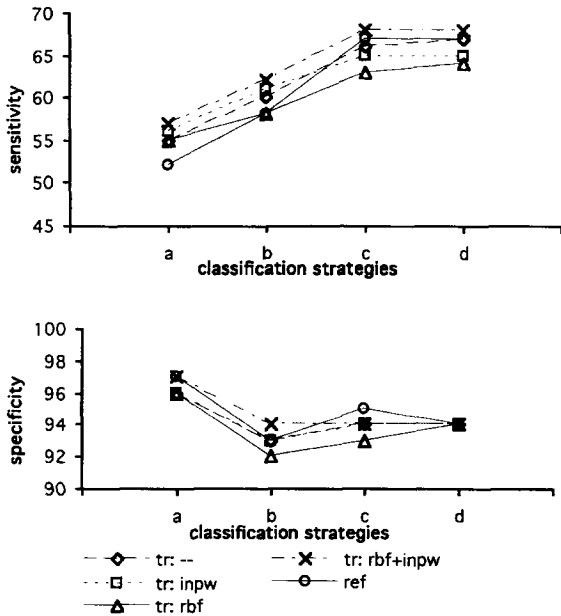 70
65
60
55
50
45
sensitivity
a b c d
classification strategies
100
98
96
94
92
90
specificity
a b c d
classification strategies
tr: --
tr: inpw
tr: rbf
tr: rbf+inpw
ref